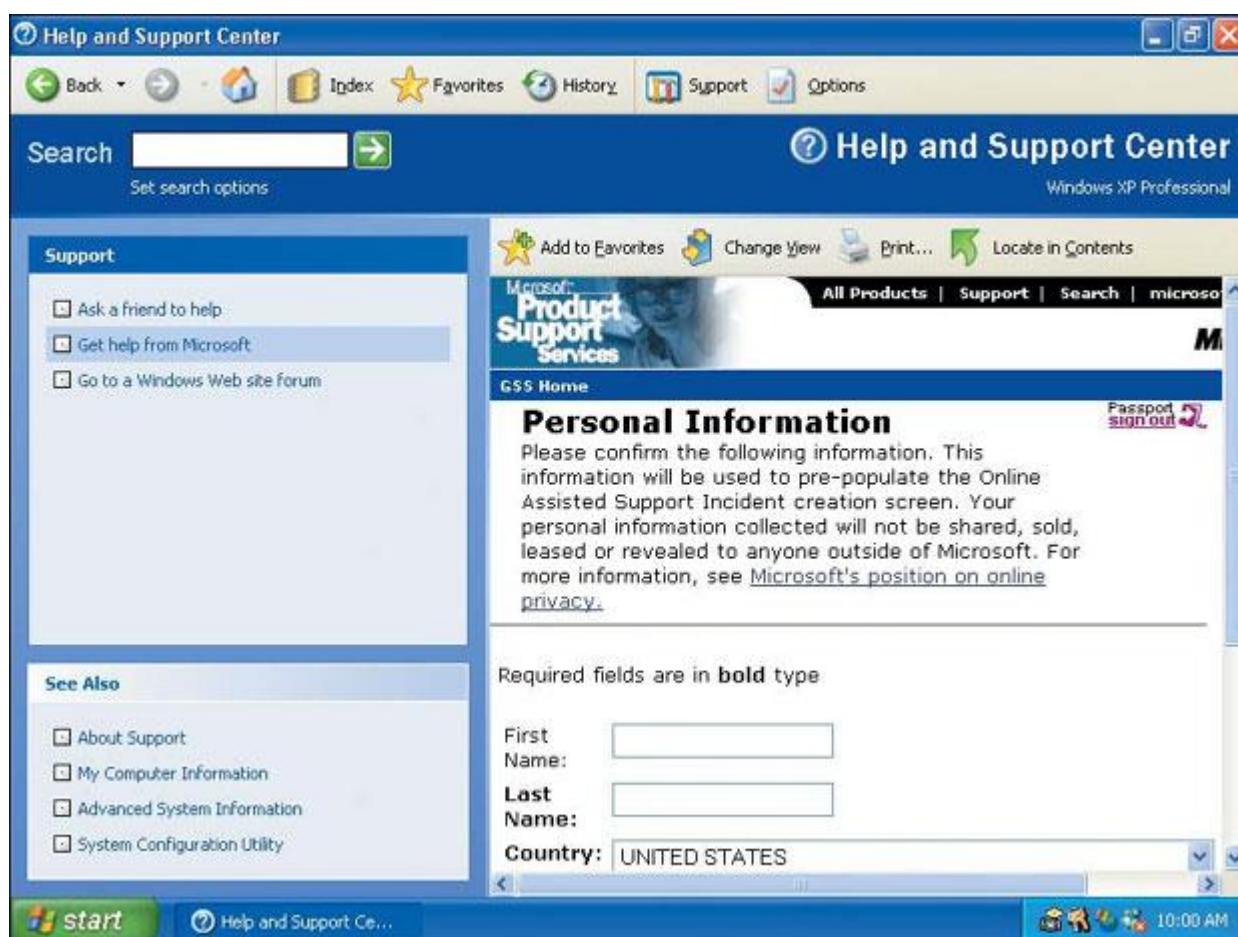 Help and Support Center
Back
Index
Favorites
History
Support
Options
Search
Set search options
Help and Support Center
Windows XP Professional
Support
Ask a friend to help
Get help from Microsoft
Go to a Windows Web site forum
See Also
About Support
My Computer Information
Advanced System Information
System Configuration Utility
Add to Favorites
Change View
Print...
Locate in Contents
Microsoft
Product
Support
Services
All Products | Support | Search | microso
M
GSS Home
Personal Information
Passport
sign out
Please confirm the following information. This
information will be used to pre-populate the Online
Assisted Support Incident creation screen. Your
personal information collected will not be shared, sold,
leased or revealed to anyone outside of Microsoft. For
more information, see Microsoft's position on online
privacy.
Required fields are in bold type
First
Name:
Last
Name:
Country: UNITED STATES
start
Help and Support Ce...
10:00 AM